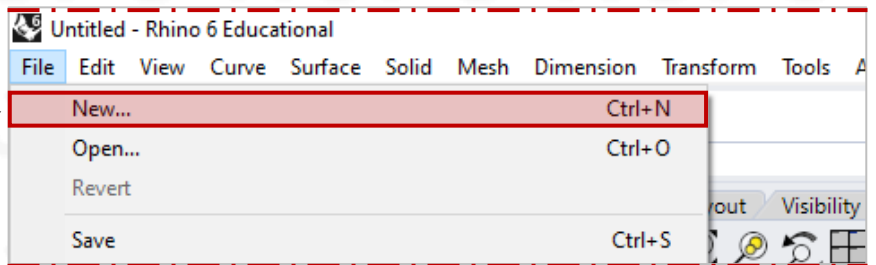 Untitled - Rhino 6 Educational
File Edit View Curve Surface Solid Mesh Dimension Transform Tools
New... Ctrl+N
Open... Ctrl+O
Revert
Visibility
Save Ctrl+S